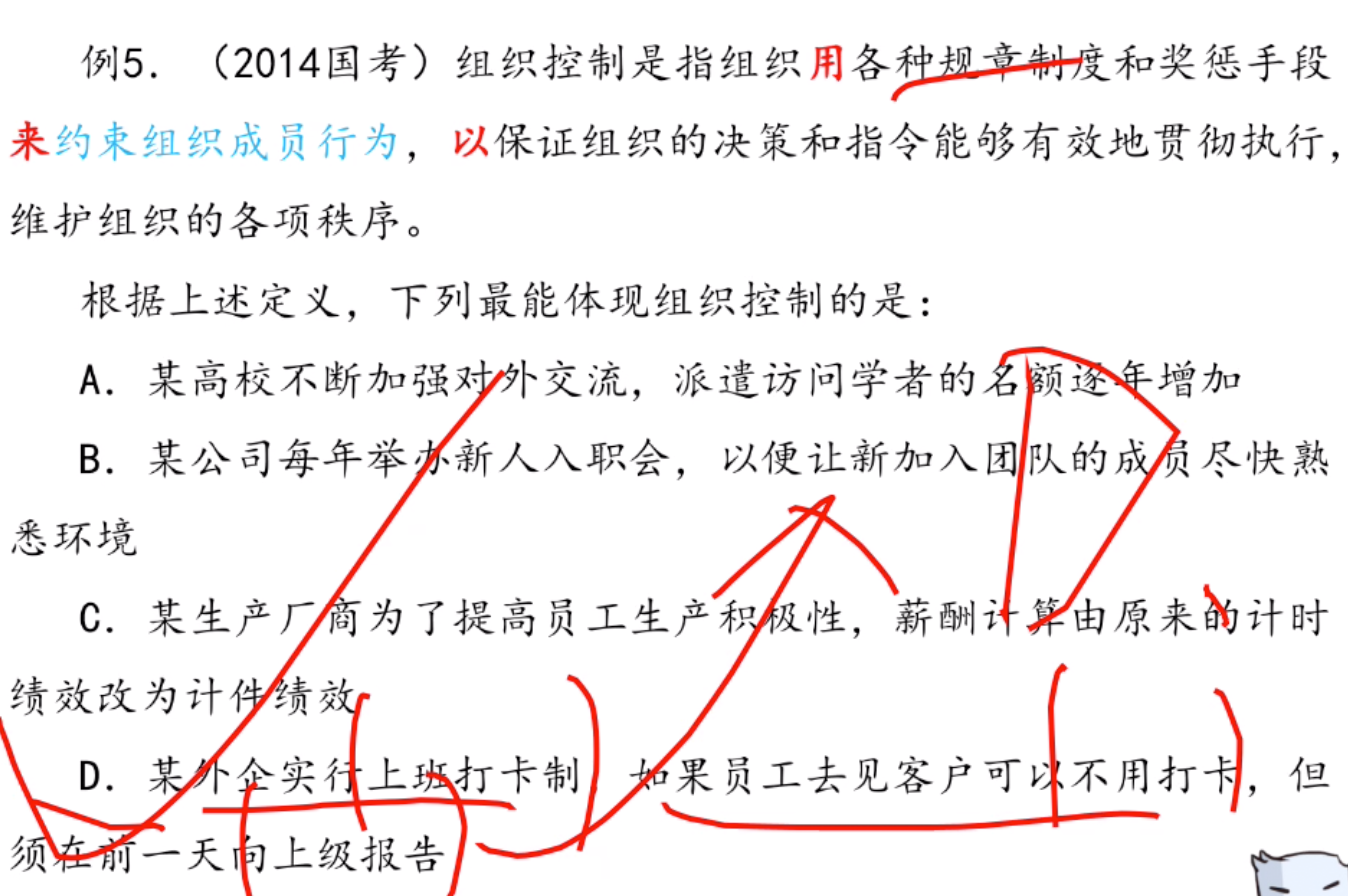 例5. （2014国考）组织控制是指组织用各种规章制度和奖惩手段
来约束组织成员行为，以保证组织的决策和指令能够有效地贯彻执行，
维护组织的各项秩序。
根据上述定义，下列最能体现组织控制的是：
A. 某高校不断加强对外交流，派遣访问学者的名额逐年增加
B. 某公司每年举办新人入职会，以便让新加入团队的成员尽快熟
悉环境
C. 某生产厂商为了提高员工生产积极性，薪酬计算由原来的计时
绩效改为计件绩效
D. 某外企实行上班打卡制，如果员工去见客户可以不用打卡，但
须在前一天向上级报告